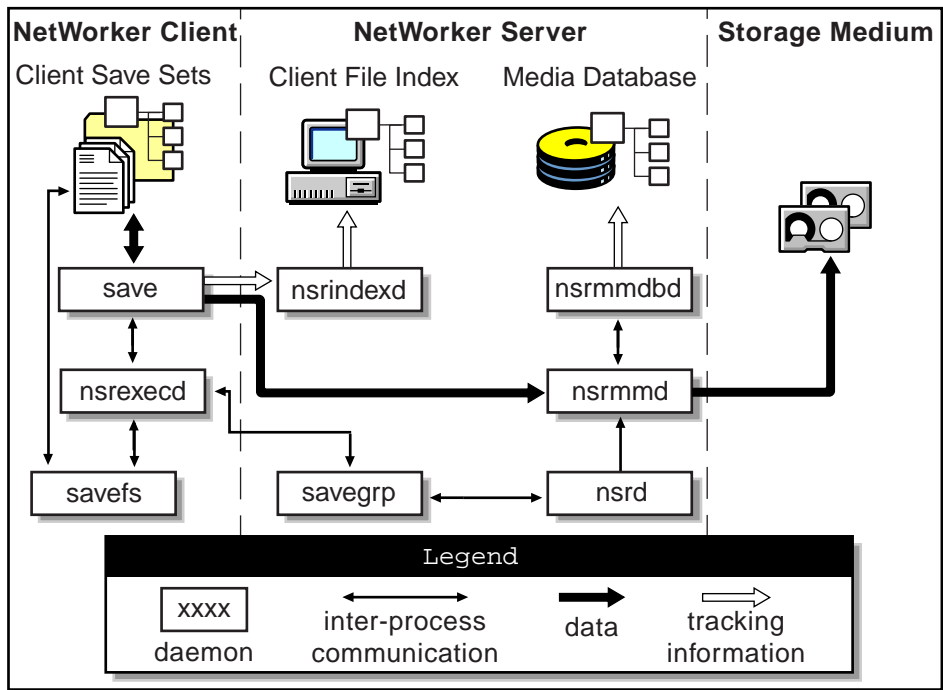 NetWorker Client
NetWorker Server
Storage Medium
Client Save Sets
Client File Index
Media Database
save
nsrindexd
nsrmmdbd
nsrexecd
nsrmmd
savefs
savegrp
nsrd
Legend
xxxx
daemon
inter-process
communication
data
tracking
information